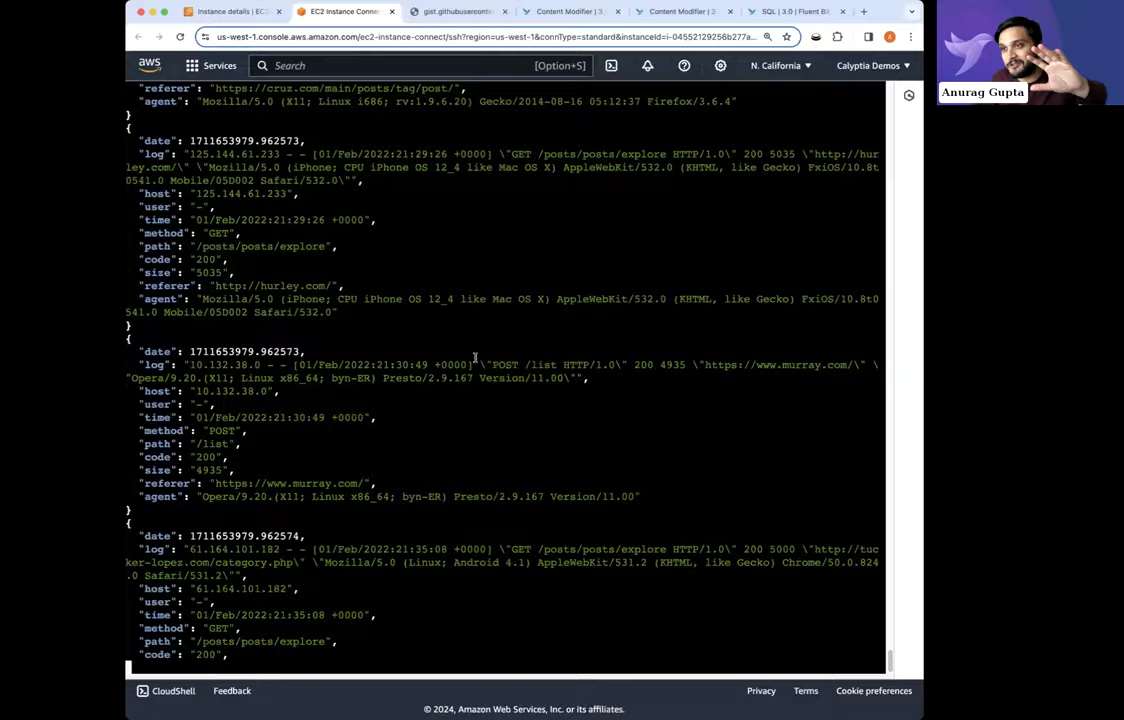 Instance details | EC2
EC2 Instance Connec
gist.githubusercontent
Content Modifier | 3.
Content Modifier | 3.
SQL | 3.0 | Fluent Bit
us-west-1.console.aws.amazon.com/ec2-instance-connect/ssh?region=us-west-1&connType=standard&instanceId=i-04552129256b277a...
aws
Services
Search
[Option+S]
N. California
Calyptia Demos
Anurag Gupta
"referer": "https://cruz.com/main/posts/tag/post/",
"agent": "Mozilla/5.0 (X11; Linux i686; rv:1.9.6.20) Gecko/2014-08-16 05:12:37 Firefox/3.6.4"
}
{
"date": 1711653979.962573,
"log": "125.144.61.233 - - [01/Feb/2022:21:29:26 +0000] \"GET /posts/posts/explore HTTP/1.0\" 200 5035 \"http://hur
ley.com/\" \"Mozilla/5.0 (iPhone; CPU iPhone OS 12_4 like Mac OS X) AppleWebKit/532.0 (KHTML, like Gecko) FxiOS/10.8t
0541.0 Mobile/05D002 Safari/532.0\"",
"host": "125.144.61.233",
"user": "-",
"time": "01/Feb/2022:21:29:26 +0000",
"method": "GET",
"path": "/posts/posts/explore",
"code": "200",
"size": "5035",
"referer": "http://hurley.com/",
"agent": "Mozilla/5.0 (iPhone; CPU iPhone OS 12_4 like Mac OS X) AppleWebKit/532.0 (KHTML, like Gecko) FxiOS/10.8t0
541.0 Mobile/05D002 Safari/532.0"
}
{
"date": 1711653979.962573,
"log": "10.132.38.0 - - [01/Feb/2022:21:30:49 +0000] \"POST /list HTTP/1.0\" 200 4935 \"https://www.murray.com/\" \
"Opera/9.20.(X11; Linux x86_64; byn-ER) Presto/2.9.167 Version/11.00\"",
"host": "10.132.38.0",
"user": "-",
"time": "01/Feb/2022:21:30:49 +0000",
"method": "POST",
"path": "/list",
"code": "200",
"size": "4935",
"referer": "https://www.murray.com/",
"agent": "Opera/9.20.(X11; Linux x86_64; byn-ER) Presto/2.9.167 Version/11.00"
}
{
"date": 1711653979.962574,
"log": "61.164.101.182 - - [01/Feb/2022:21:35:08 +0000] \"GET /posts/posts/explore HTTP/1.0\" 200 5000 \"http://tuc
ker-lopez.com/category.php\" \"Mozilla/5.0 (Linux; Android 4.1) AppleWebKit/531.2 (KHTML, like Gecko) Chrome/50.0.824
.0 Safari/531.2\"",
"host": "61.164.101.182",
"user": "-",
"time": "01/Feb/2022:21:35:08 +0000",
"method": "GET",
"path": "/posts/posts/explore",
"code": "200",
CloudShell
Feedback
Privacy
Terms
Cookie preferences
© 2024, Amazon Web Services, Inc. or its affiliates.